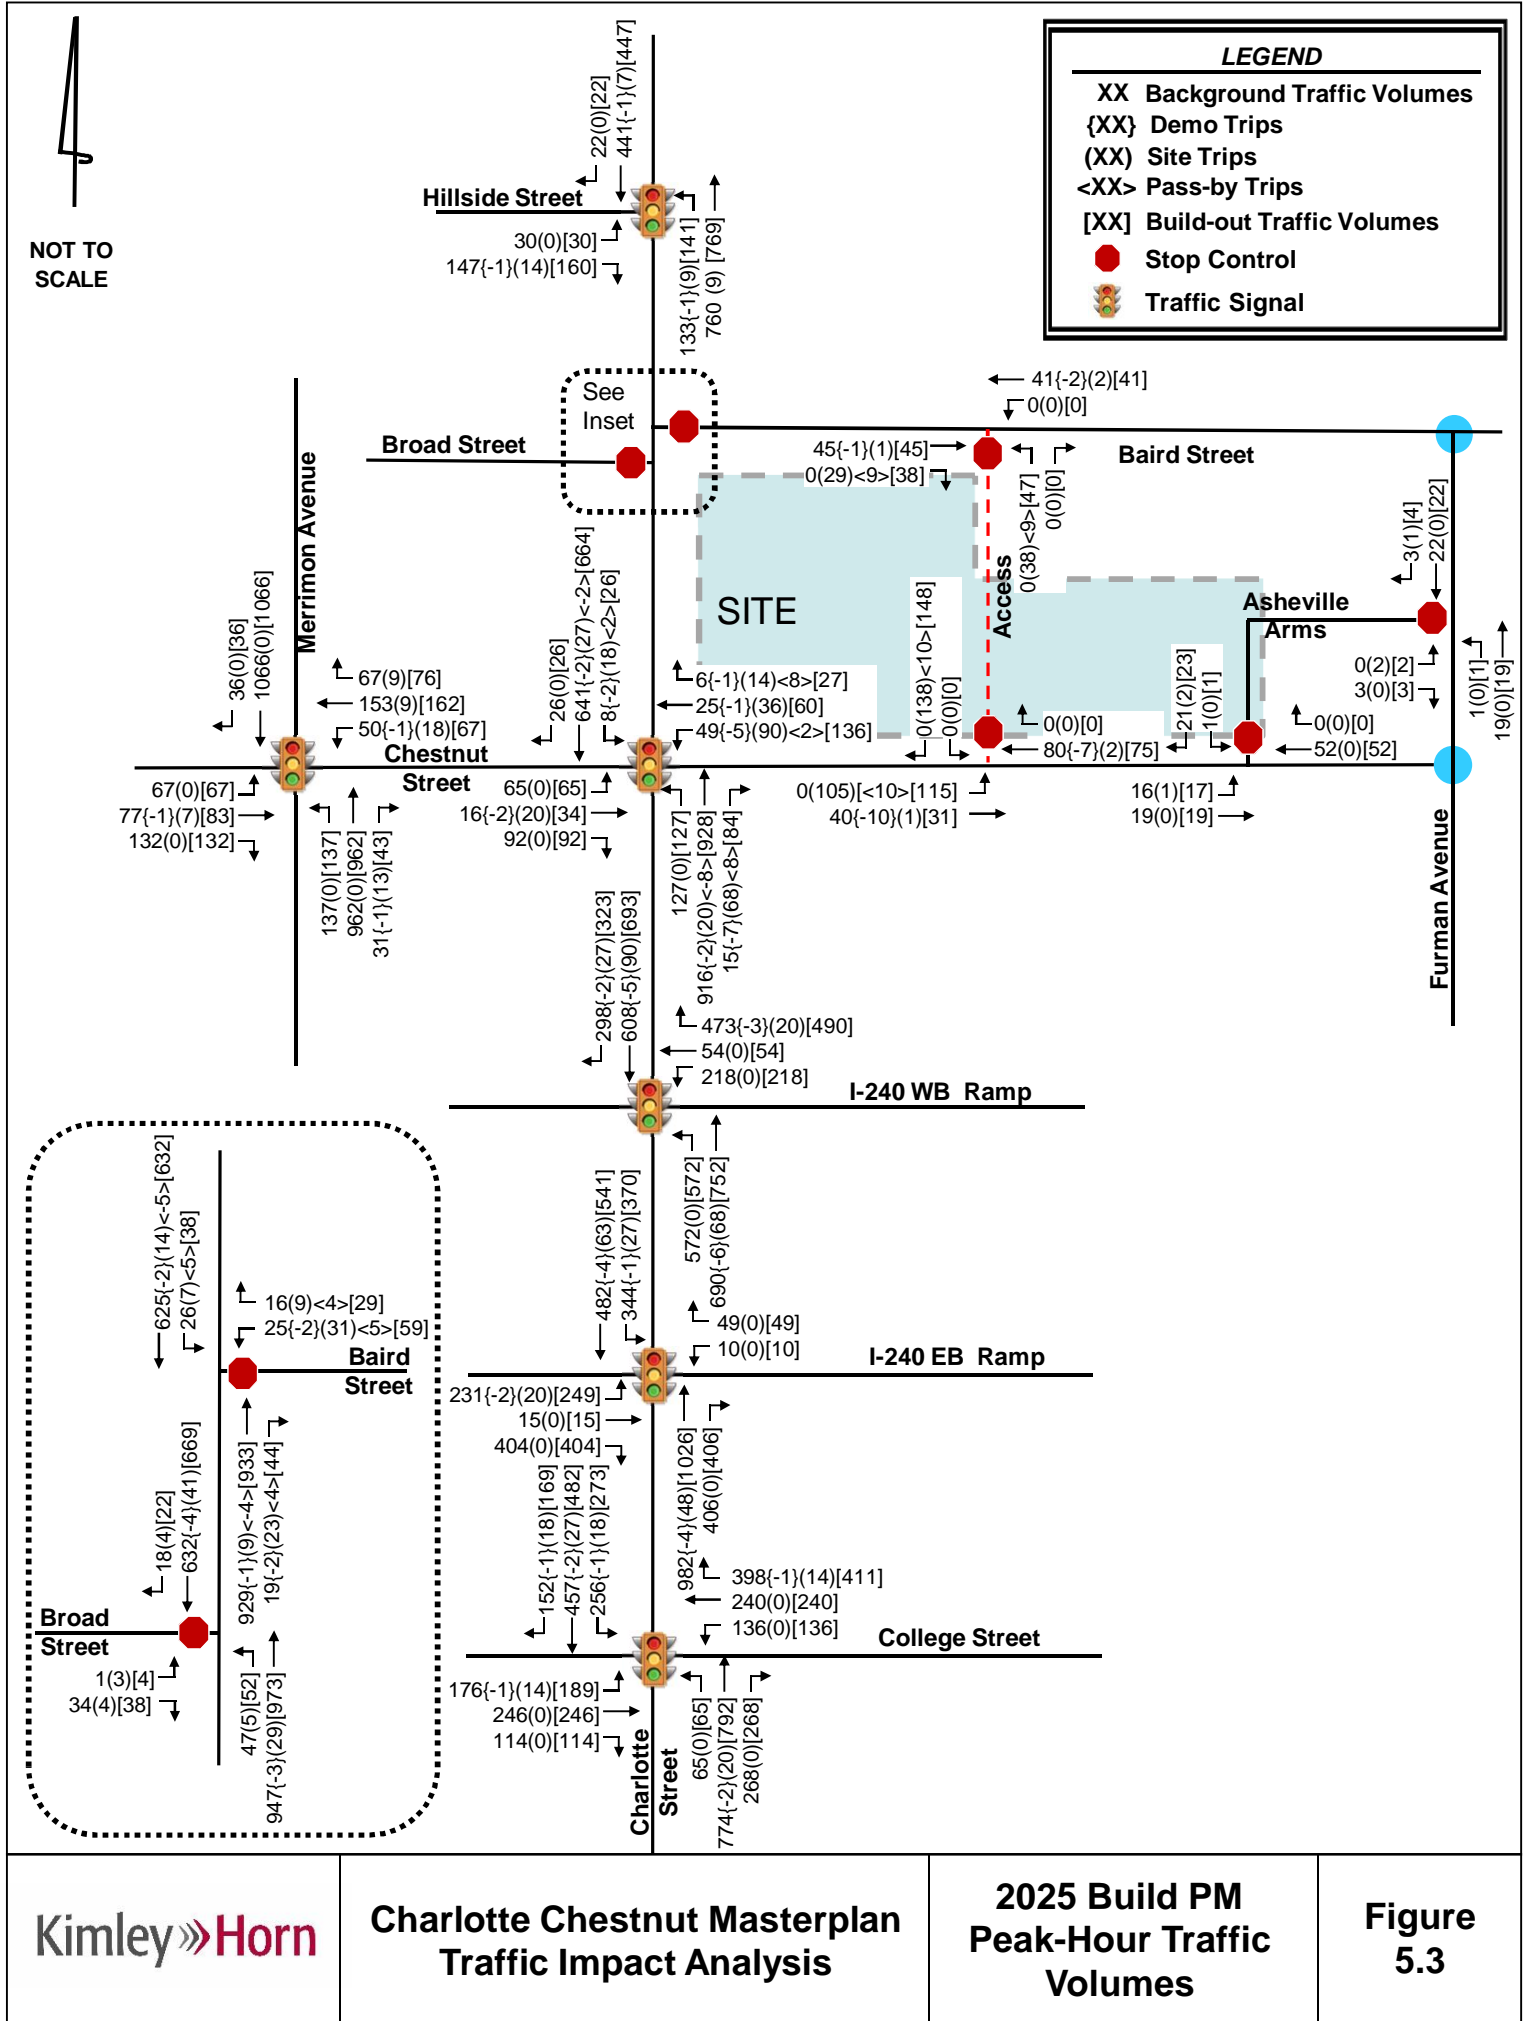 LEGEND
XX Background Traffic Volumes
{XX} Demo Trips
(XX) Site Trips
<XX> Pass-by Trips
[XX] Build-out Traffic Volumes
Stop Control
Traffic Signal
NOT TO
SCALE
22(0)[22]
441{-1}(7)[447]
Hillside Street
30(0)[30]
147{-1}(14)[160]
133{-1}(9)[141]
760 (9) [769]
See
Inset
Broad Street
Baird Street
41{-2}(2)[41]
0(0)[0]
45{-1}(1)[45]
0(29)<9>[38]
0(38)<9>[47]
0(0)[0]
Merrimon Avenue
SITE
Access
Asheville
Arms
3(1)[4]
22(0)[22]
0(2)[2]
3(0)[3]
1(0)[1]
19(0)[19]
36(0)[36]
1066(0)[1066]
67(9)[76]
153(9)[162]
50{-1}(18)[67]
Chestnut
Street
67(0)[67]
77{-1}(7)[83]
132(0)[132]
137(0)[137]
962(0)[962]
31{-1}(13)[43]
26(0)[26]
641{-2}(27)<-2>[664]
8{-2}(18)<2>[26]
6{-1}(14)<8>[27]
25{-1}(36)[60]
49{-5}(90)<2>[136]
65(0)[65]
16{-2}(20)[34]
92(0)[92]
127(0)[127]
916{-2}(20)<-8>[928]
15{-7}(68)<8>[84]
0(138)<10>[148]
0(0)[0]
0(0)[0]
80{-7}(2)[75]
0(105)[<10>[115]
40{-10}(1)[31]
21(2)[23]
1(0)[1]
0(0)[0]
52(0)[52]
16(1)[17]
19(0)[19]
Furman Avenue
298{-2}(27)[323]
608{-5}(90)[693]
473{-3}(20)[490]
54(0)[54]
218(0)[218]
I-240 WB Ramp
572(0)[572]
690{-6}(68)[752]
482{-4}(63)[541]
344{-1}(27)[370]
49(0)[49]
10(0)[10]
I-240 EB Ramp
231{-2}(20)[249]
15(0)[15]
404(0)[404]
982{-4}(48)[1026]
406(0)[406]
152{-1}(18)[169]
457{-2}(27)[482]
256{-1}(18)[273]
398{-1}(14)[411]
240(0)[240]
136(0)[136]
College Street
176{-1}(14)[189]
246(0)[246]
114(0)[114]
65(0)[65]
774{-2}(20)[792]
268(0)[268]
Charlotte
Street
625{-2}(14)<-5>[632]
26(7)<5>[38]
16(9)<4>[29]
25{-2}(31)<5>[59]
Baird
Street
929{-1}(9)<-4>[933]
19{-2}(23)<4>[44]
18(4)[22]
632{-4}(41)[669]
Broad
Street
1(3)[4]
34(4)[38]
47(5)[52]
947{-3}(29)[973]
Kimley»Horn
Charlotte Chestnut Masterplan
Traffic Impact Analysis
2025 Build PM
Peak-Hour Traffic
Volumes
Figure
5.3